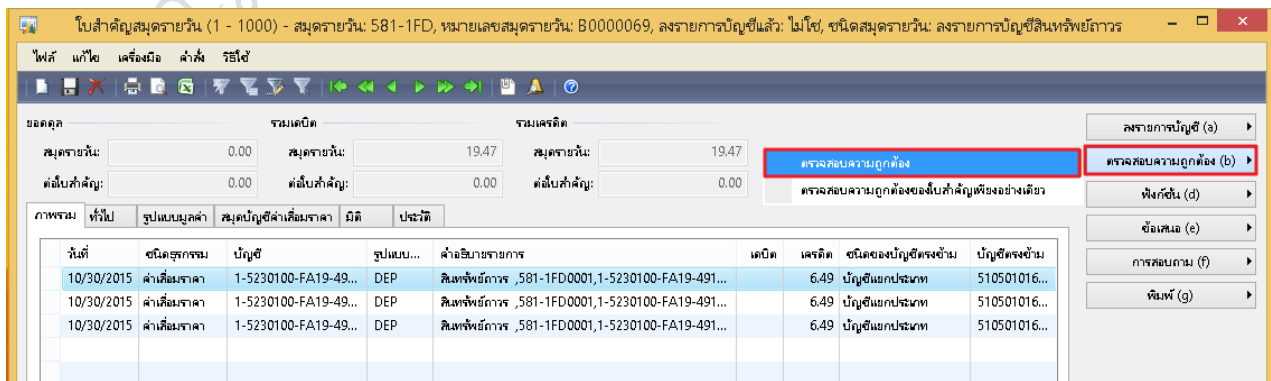 ใบสำคัญสมุดรายวัน (1 - 1000) - สมุดรายวัน: 581-1FD, หมายเลขสมุดรายวัน: B0000069, ลงรายการบัญชีแล้ว: ไม่ใช่, ชนิดสมุดรายวัน: ลงรายการบัญชีสินทรัพย์ถาวร
ไฟล์ แก้ไข เครื่องมือ คำสั่ง วิธีใช้
ยอดดุล รวมเดบิต รวมเครดิต
ลงรายการบัญชี (a)
สมุดรายวัน: 0.00 สมุดรายวัน: 19.47 สมุดรายวัน: 19.47
ตรวจสอบความถูกต้อง ตรวจสอบความถูกต้อง (b)
ต่อใบสำคัญ: 0.00 ต่อใบสำคัญ: 0.00 ต่อใบสำคัญ: 0.00
ตรวจสอบความถูกต้องของใบสำคัญเพียงอย่างเดียว ฟังก์ชัน (d)
ภาพรวม ทั่วไป รูปแบบมูลค่า สมุดบัญชีค่าเสื่อมราคา มิติ ประวัติ
ข้อเสนอ (e)
วันที่ ชนิดธุรกรรม บัญชี รูปแบบ... คำอธิบายรายการ เดบิต เครดิต ชนิดของบัญชีตรงข้าม บัญชีตรงข้าม
การสอบถาม (f)
10/30/2015 ค่าเสื่อมราคา 1-5230100-FA19-49... DEP สินทรัพย์ถาวร ,581-1FD0001,1-5230100-FA19-491... 6.49 บัญชีแยกประเภท 510501016...
พิมพ์ (g)
10/30/2015 ค่าเสื่อมราคา 1-5230100-FA19-49... DEP สินทรัพย์ถาวร ,581-1FD0001,1-5230100-FA19-491... 6.49 บัญชีแยกประเภท 510501016...
10/30/2015 ค่าเสื่อมราคา 1-5230100-FA19-49... DEP สินทรัพย์ถาวร ,581-1FD0001,1-5230100-FA19-491... 6.49 บัญชีแยกประเภท 510501016...